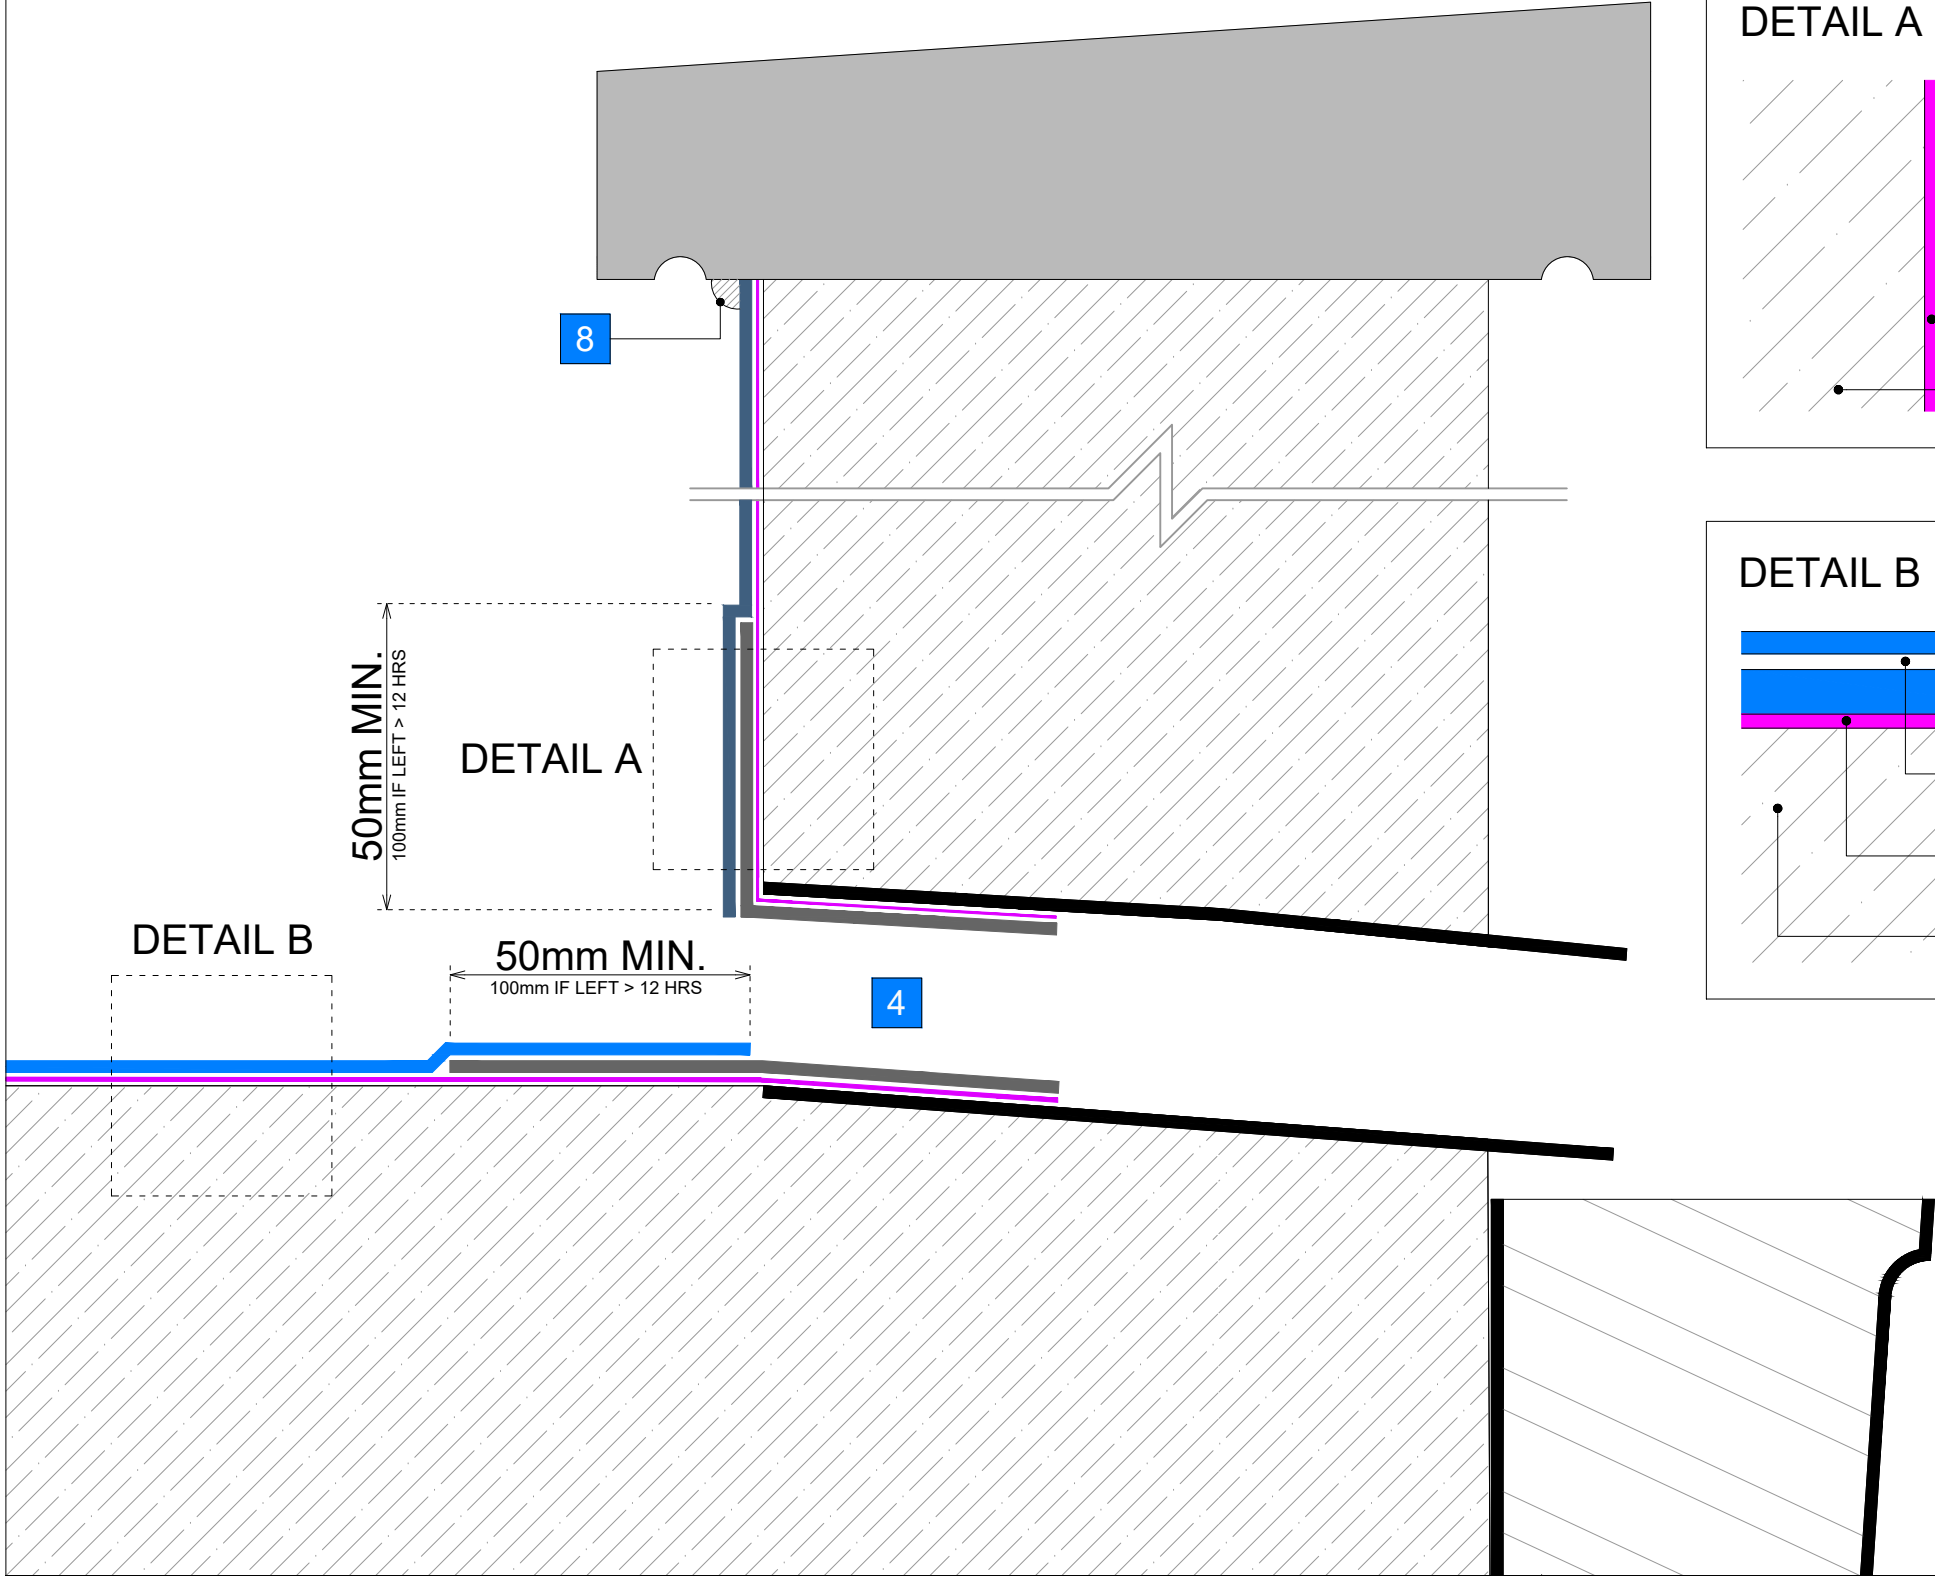 DETAIL A
8
50mm MIN.
100mm IF LEFT > 12 HRS
DETAIL A
DETAIL B
DETAIL B
50mm MIN.
100mm IF LEFT > 12 HRS
4